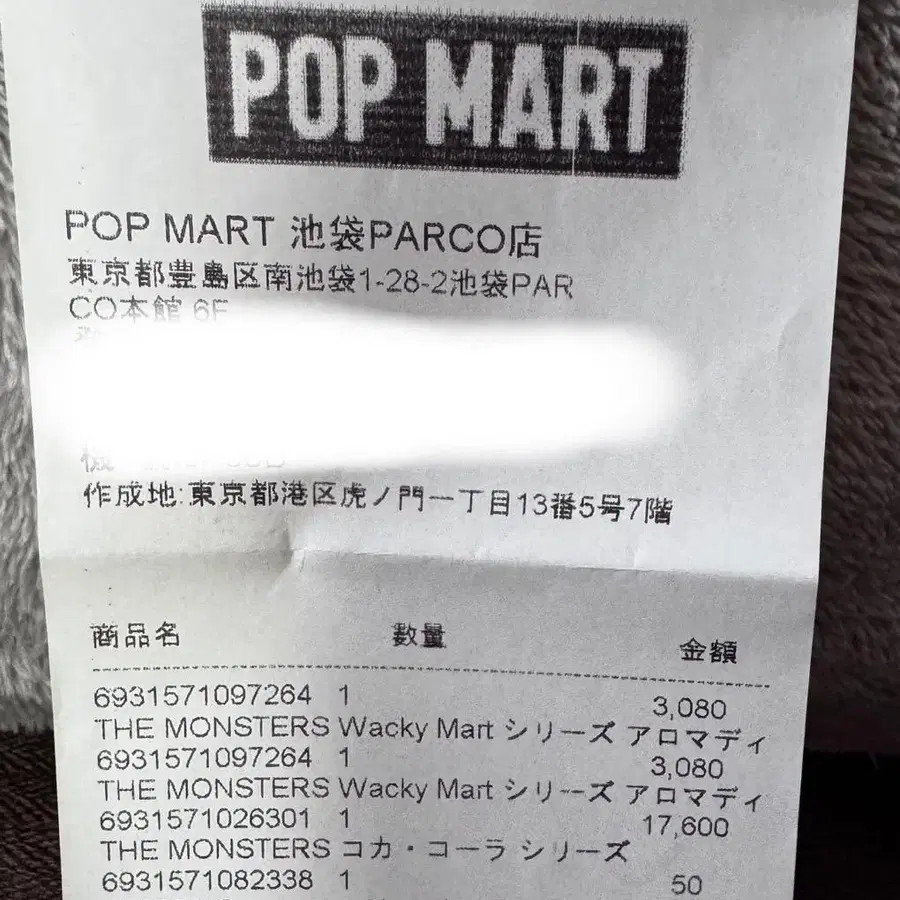 POP MART
POP MART 池袋PARCO店
東京都豊島区南池袋1-28-2池袋PAR
CO本館 6F
作成地:東京都港区虎ノ門一丁目13番5号7階
商品名 數量 金額
6931571097264 1 3,080
THE MONSTERS Wacky Mart シリーズ アロマディ
6931571097264 1 3,080
THE MONSTERS Wacky Mart シリーズ アロマディ
6931571026301 1 17,600
THE MONSTERS コカ・コーラ シリーズ
6931571082338 1 50